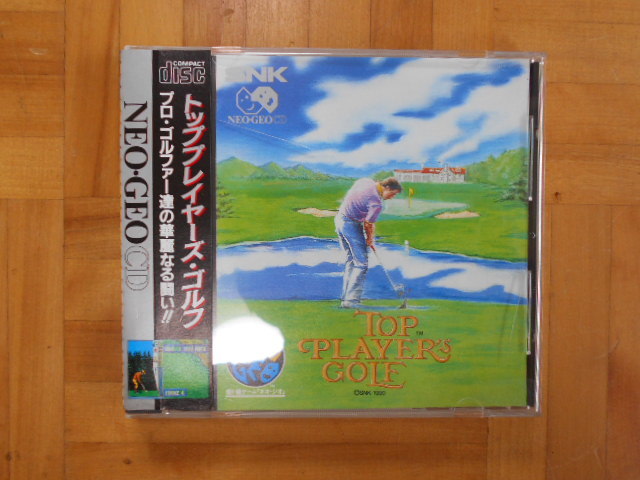 COMPACT
disc
NEO・GEO CD
トッププレイヤーズ・ゴルフ
プロ・ゴルファー達の華麗なる闘い!!
SNK
NEO・GEO CD
TOP
PLAYER'S
GOLF
TM
©SNK 1990